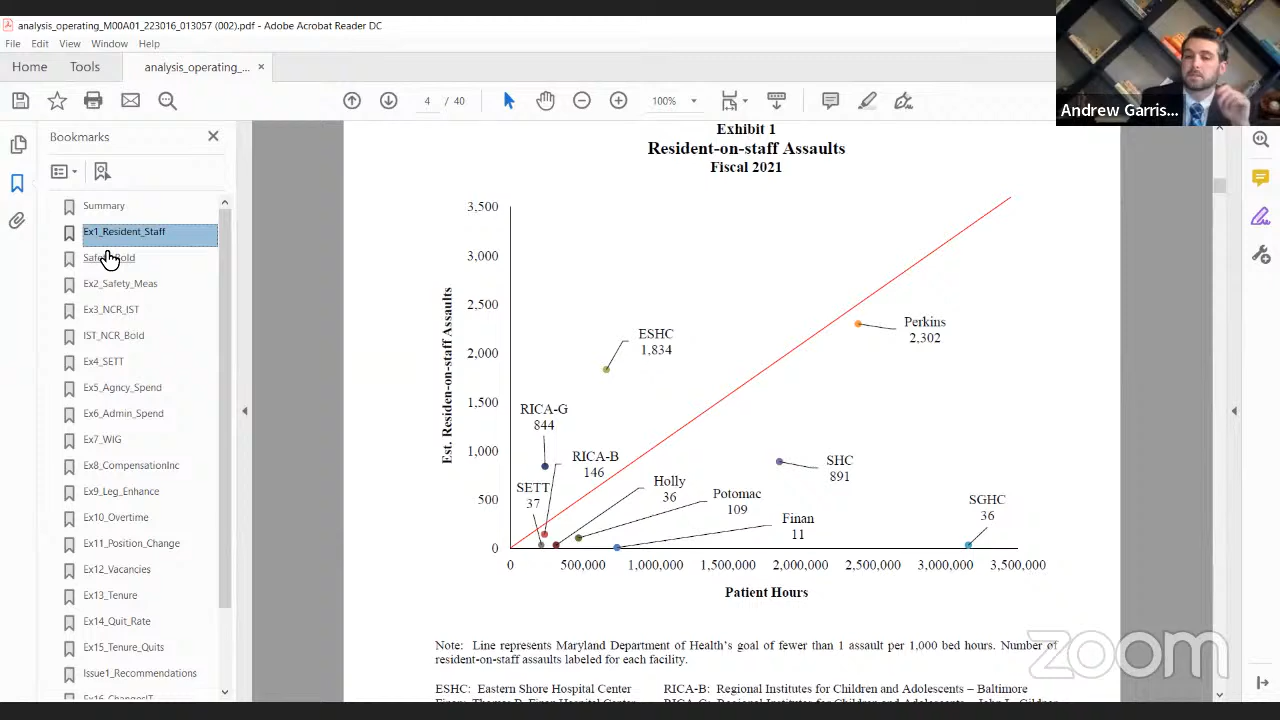 analysis_operating_M00A01_223016_013057 (002).pdf - Adobe Acrobat Reader DC
File Edit View Window Help
Home Tools analysis_operating_... ×
4 / 40 100%
Andrew Garris...
Bookmarks
Summary
Ex1_Resident_Staff
Ex2_Safety_Meas
Ex3_NCR_IST
IST_NCR_Bold
Ex4_SETT
Ex5_Agncy_Spend
Ex6_Admin_Spend
Ex7_WIG
Ex8_CompensationInc
Ex9_Leg_Enhance
Ex10_Overtime
Ex11_Position_Change
Ex12_Vacancies
Ex13_Tenure
Ex14_Quit_Rate
Ex15_Tenure_Quits
Issue1_Recommendations
Ex16_ChangesIT
Exhibit 1
Resident-on-staff Assaults
Fiscal 2021
Est. Residen-on-staff Assaults
3,500
3,000
2,500
2,000
1,500
1,000
500
0
ESHC
1,834
Perkins
2,302
RICA-G
844
RICA-B
146
SETT
37
Holly
36
Potomac
109
SHC
891
Finan
11
SGHC
36
0 500,000 1,000,000 1,500,000 2,000,000 2,500,000 3,000,000 3,500,000
Patient Hours
Note: Line represents Maryland Department of Health's goal of fewer than 1 assault per 1,000 bed hours. Number of
resident-on-staff assaults labeled for each facility.
ESHC: Eastern Shore Hospital Center RICA-B: Regional Institutes for Children and Adolescents – Baltimore
zoom